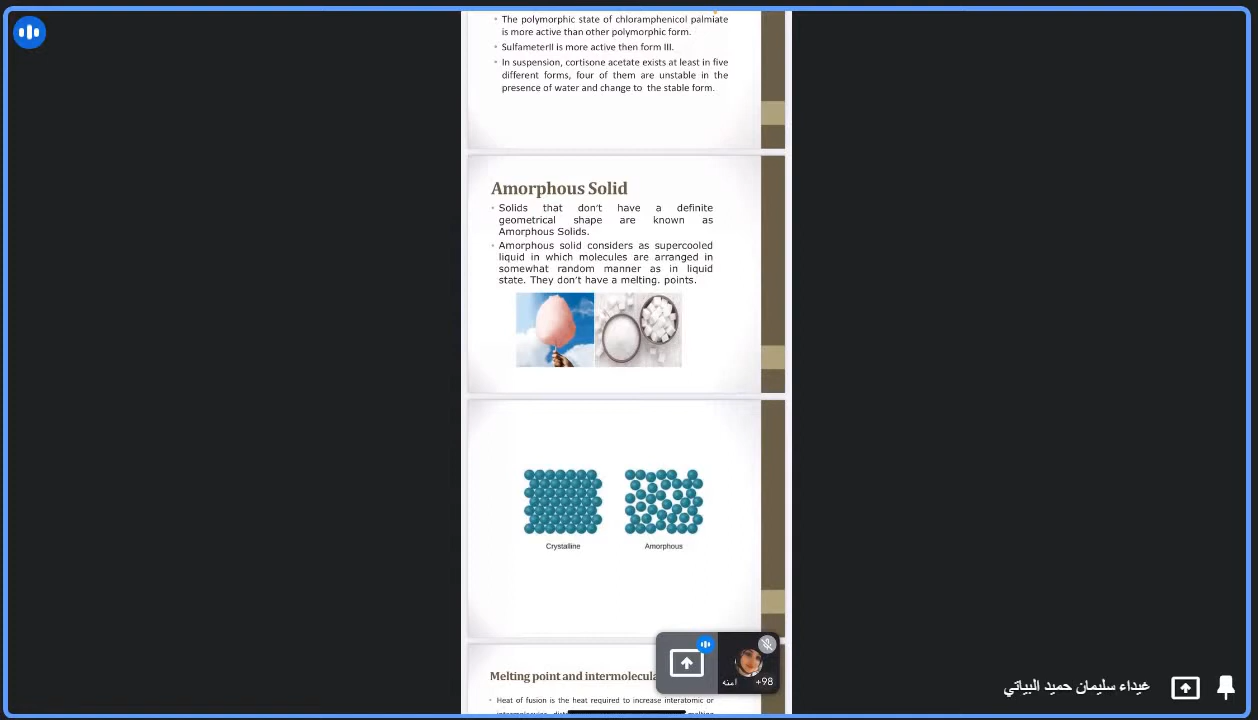 The polymorphic state of chloramphenicol palmiate
is more active than other polymorphic form.
SulfameterII is more active then form III.
In suspension, cortisone acetate exists at least in five
different forms, four of them are unstable in the
presence of water and change to the stable form.
Amorphous Solid
Solids that don't have a definite
geometrical shape are known as
Amorphous Solids.
Amorphous solid considers as supercooled
liquid in which molecules are arranged in
somewhat random manner as in liquid
state. They don't have a melting. points.
Crystalline
Amorphous
Melting point and
Heat of fusion is the heat required to increase interatomic or
امنه
+98
غيداء سليمان حميد البياتي